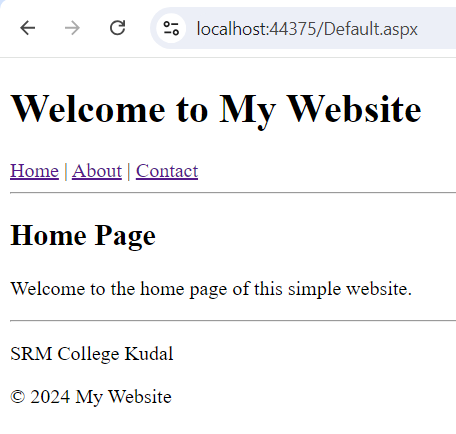 localhost:44375/Default.aspx
Welcome to My Website
Home | About | Contact
Home Page
Welcome to the home page of this simple website.
SRM College Kudal
© 2024 My Website